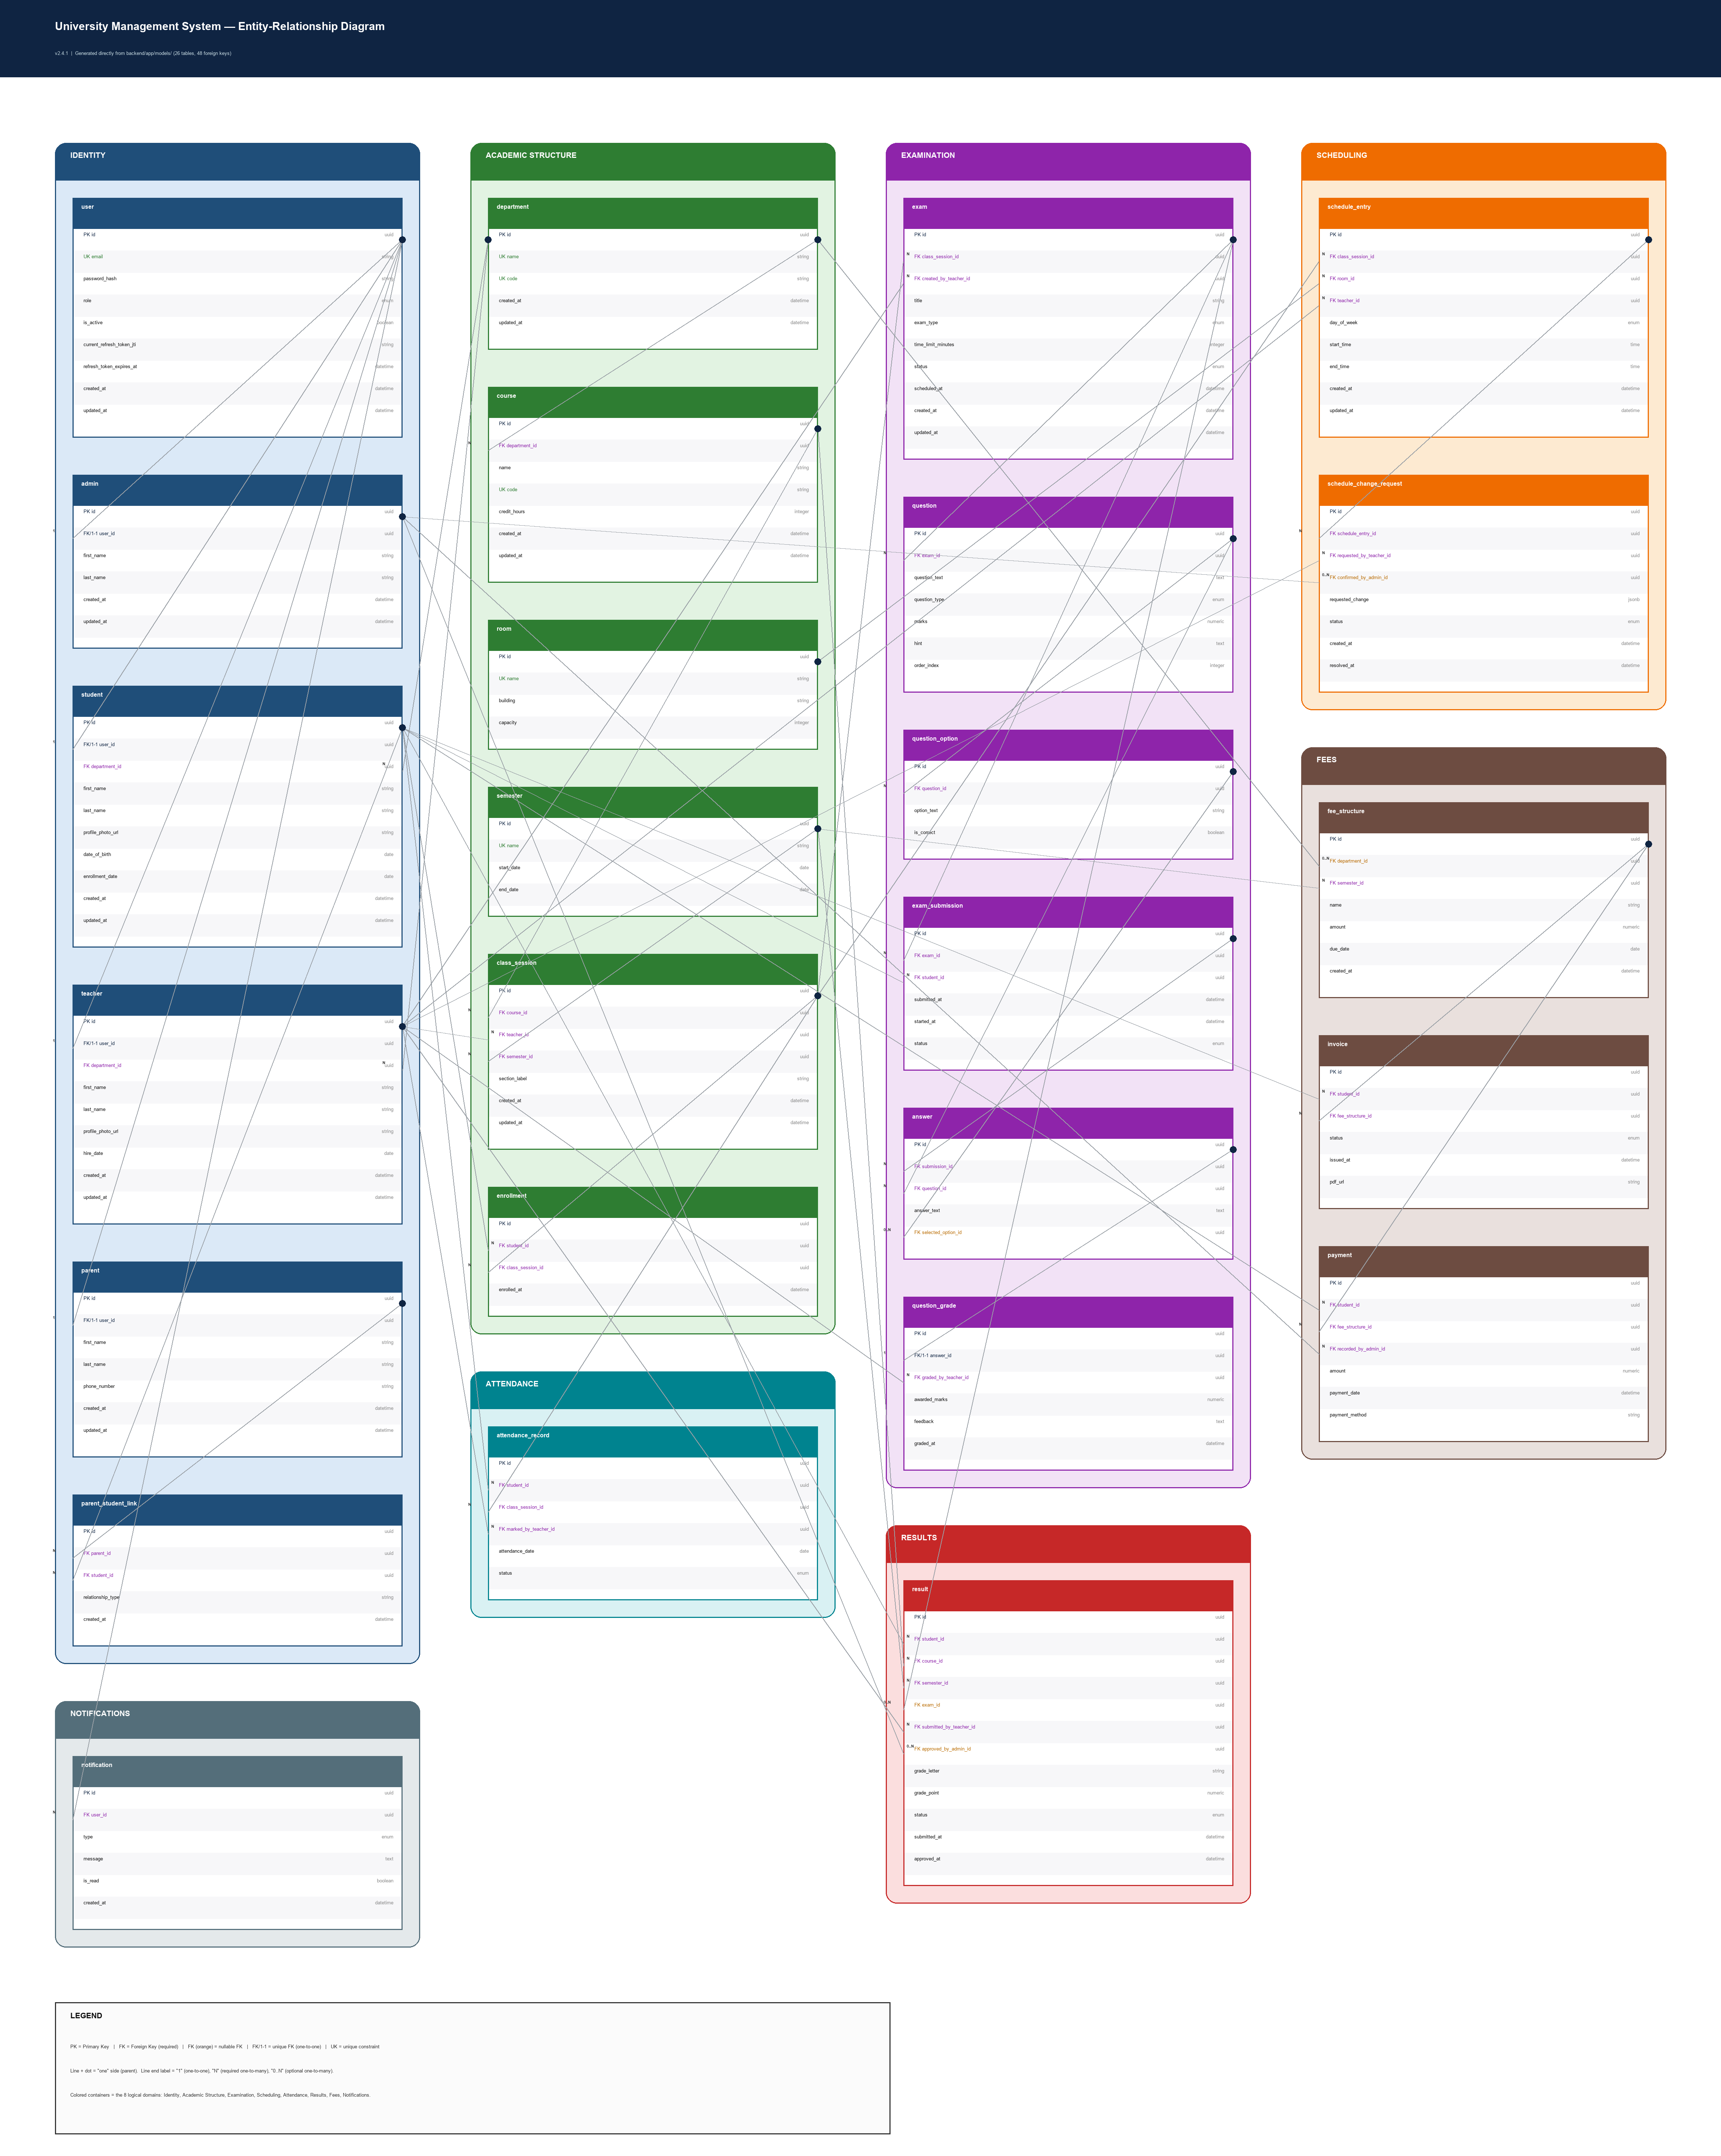 University Management System — Entity-Relationship Diagram
v2.4.1 | Generated directly from backend/app/models/ (26 tables, 48 foreign keys)
IDENTITY
user
PK id uuid
UK email string
password_hash string
role enum
is_active boolean
current_refresh_token_jti string
refresh_token_expires_at datetime
created_at datetime
updated_at datetime
admin
PK id uuid
FK/1-1 user_id uuid
first_name string
last_name string
created_at datetime
updated_at datetime
student
PK id uuid
FK/1-1 user_id uuid
FK department_id N uuid
first_name string
last_name string
profile_photo_url string
date_of_birth date
enrollment_date date
created_at datetime
updated_at datetime
teacher
PK id uuid
FK/1-1 user_id uuid
FK department_id N uuid
first_name string
last_name string
profile_photo_url string
hire_date date
created_at datetime
updated_at datetime
parent
PK id uuid
FK/1-1 user_id uuid
first_name string
last_name string
phone_number string
created_at datetime
updated_at datetime
parent_student_link
PK id uuid
N FK parent_id uuid
N FK student_id uuid
relationship_type string
created_at datetime
NOTIFICATIONS
notification
PK id uuid
N FK user_id uuid
type enum
message text
is_read boolean
created_at datetime
ACADEMIC STRUCTURE
department
PK id uuid
UK name string
UK code string
created_at datetime
updated_at datetime
course
PK id uuid
N FK department_id uuid
name string
UK code string
credit_hours integer
created_at datetime
updated_at datetime
room
PK id uuid
UK name string
building string
capacity integer
semester
PK id uuid
UK name string
start_date date
end_date date
class_session
PK id uuid
N FK course_id uuid
N FK teacher_id uuid
N FK semester_id uuid
section_label string
created_at datetime
updated_at datetime
enrollment
PK id uuid
N FK student_id uuid
N FK class_session_id uuid
enrolled_at datetime
ATTENDANCE
attendance_record
PK id uuid
N FK student_id uuid
N FK class_session_id uuid
N FK marked_by_teacher_id uuid
attendance_date date
status enum
EXAMINATION
exam
PK id uuid
N FK class_session_id uuid
N FK created_by_teacher_id uuid
title string
exam_type enum
time_limit_minutes integer
status enum
scheduled_at datetime
created_at datetime
updated_at datetime
question
PK id uuid
N FK exam_id uuid
question_text text
question_type enum
marks numeric
hint text
order_index integer
question_option
PK id uuid
N FK question_id uuid
option_text string
is_correct boolean
exam_submission
PK id uuid
N FK exam_id uuid
N FK student_id uuid
submitted_at datetime
started_at datetime
status enum
answer
PK id uuid
N FK submission_id uuid
N FK question_id uuid
answer_text text
0..N FK selected_option_id uuid
question_grade
PK id uuid
FK/1-1 answer_id uuid
N FK graded_by_teacher_id uuid
awarded_marks numeric
feedback text
graded_at datetime
RESULTS
result
PK id uuid
N FK student_id uuid
N FK course_id uuid
N FK semester_id uuid
0..N FK exam_id uuid
N FK submitted_by_teacher_id uuid
0..N FK approved_by_admin_id uuid
grade_letter string
grade_point numeric
status enum
submitted_at datetime
approved_at datetime
SCHEDULING
schedule_entry
PK id uuid
N FK class_session_id uuid
N FK room_id uuid
N FK teacher_id uuid
day_of_week enum
start_time time
end_time time
created_at datetime
updated_at datetime
schedule_change_request
PK id uuid
N FK schedule_entry_id uuid
N FK requested_by_teacher_id uuid
0..N FK confirmed_by_admin_id uuid
requested_change jsonb
status enum
created_at datetime
resolved_at datetime
FEES
fee_structure
PK id uuid
0..N FK department_id uuid
N FK semester_id uuid
name string
amount numeric
due_date date
created_at datetime
invoice
PK id uuid
N FK student_id uuid
N FK fee_structure_id uuid
status enum
issued_at datetime
pdf_url string
payment
PK id uuid
N FK student_id uuid
N FK fee_structure_id uuid
N FK recorded_by_admin_id uuid
amount numeric
payment_date datetime
payment_method string
LEGEND
PK = Primary Key | FK = Foreign Key (required) | FK (orange) = nullable FK | FK/1-1 = unique FK (one-to-one) | UK = unique constraint
Line + dot = "one" side (parent). Line end label = "1" (one-to-one), "N" (required one-to-many), "0..N" (optional one-to-many)
Colored containers = the 8 logical domains: Identity, Academic Structure, Examination, Scheduling, Attendance, Results, Fees, Notifications.